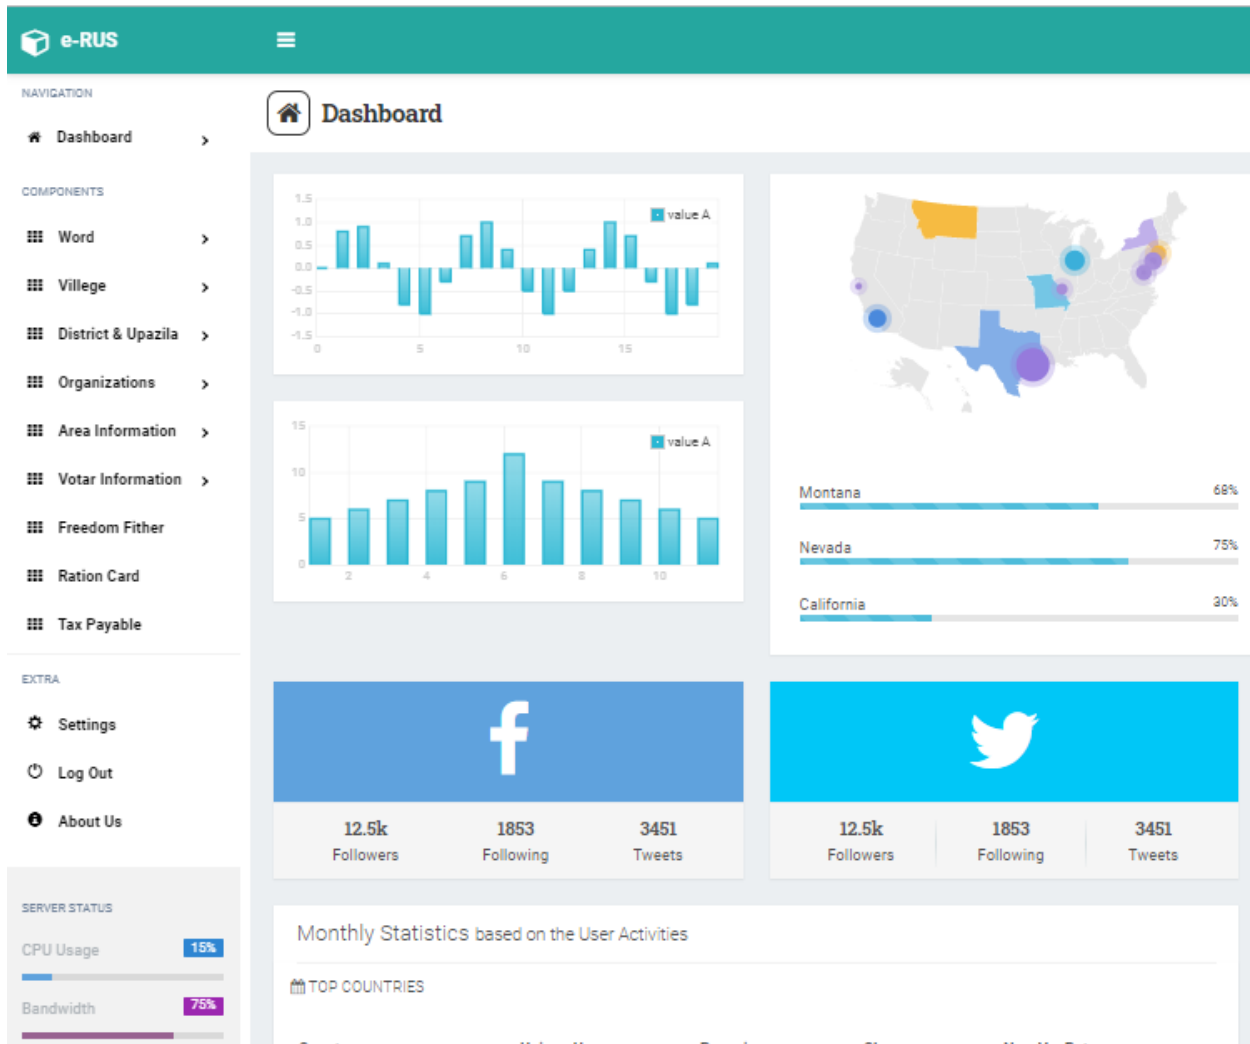 e-RUS
NAVIGATION
Dashboard
COMPONENTS
Word
Villege
District & Upazila
Organizations
Area Information
Votar Information
Freedom Fither
Ration Card
Tax Payable
EXTRA
Settings
Log Out
About Us
SERVER STATUS
CPU Usage 15%
Bandwidth 75%
Dashboard
1.5
1.0
0.5
0.0
-0.5
-1.0
-1.5
0 5 10 15
value A
15
10
5
0
2 4 6 8 10
value A
Montana 68%
Nevada 75%
California 30%
12.5k 1853 3451
Followers Following Tweets
12.5k 1853 3451
Followers Following Tweets
Monthly Statistics based on the User Activities
TOP COUNTRIES